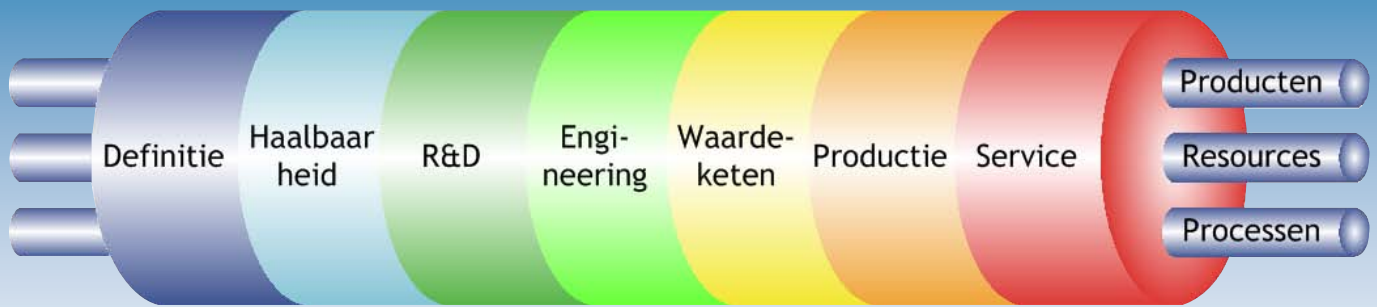 Definitie
Haalbaar
heid
R&D
Engi-
neering
Waarde-
keten
Productie
Service
Producten
Resources
Processen